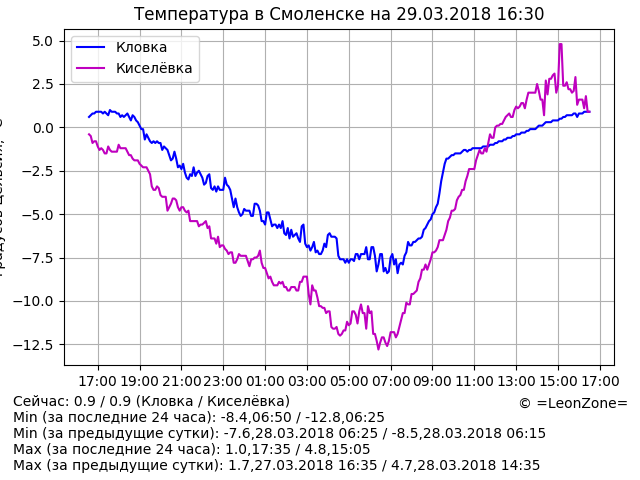 Температура в Смоленске на 29.03.2018 16:30
Кловка
Киселёвка
5.0
2.5
0.0
−2.5
−5.0
−7.5
−10.0
−12.5
17:00 19:00 21:00 23:00 01:00 03:00 05:00 07:00 09:00 11:00 13:00 15:00 17:00
Сейчас: 0.9 / 0.9 (Кловка / Киселёвка)
© =LeonZone=
Min (за последние 24 часа): -8.4,06:50 / -12.8,06:25
Min (за предыдущие сутки): -7.6,28.03.2018 06:25 / -8.5,28.03.2018 06:15
Max (за последние 24 часа): 1.0,17:35 / 4.8,15:05
Max (за предыдущие сутки): 1.7,27.03.2018 16:35 / 4.7,28.03.2018 14:35